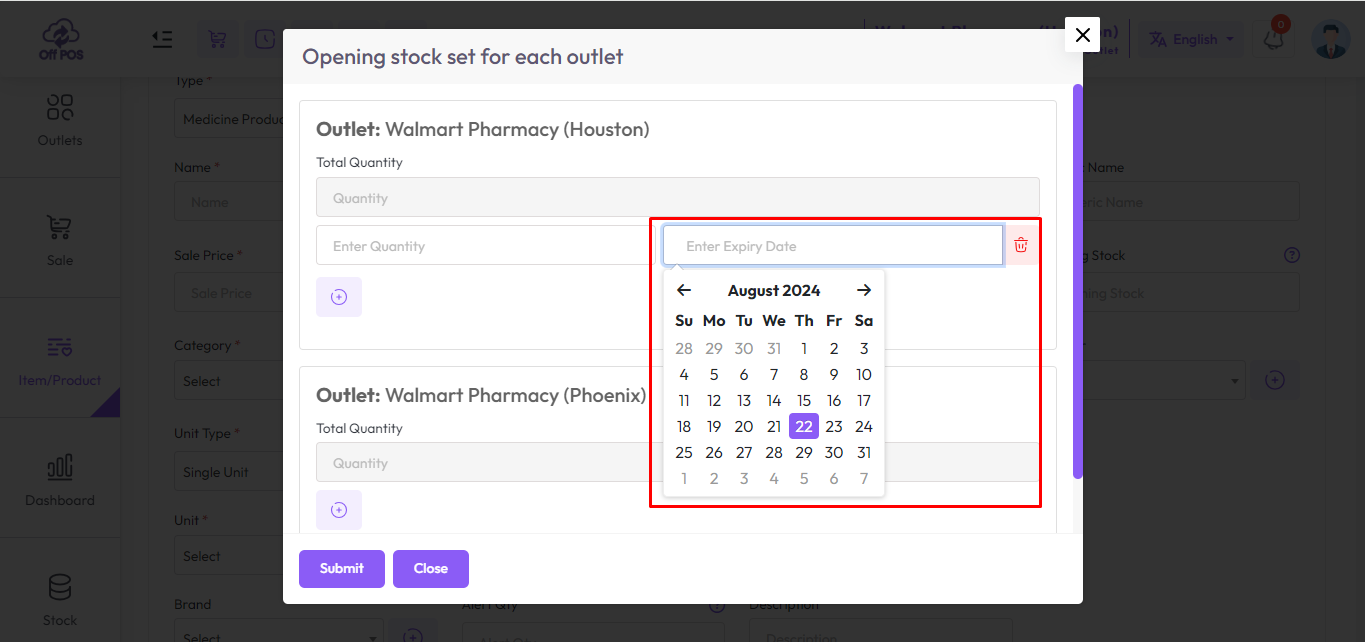 Off POS
English
0
Opening stock set for each outlet
Type *
Medicine
Outlets
Outlet: Walmart Pharmacy (Houston)
Total Quantity
Name *
Name
Name
Name
Quantity
Enter Quantity
Enter Expiry Date
Sale
Sale Price *
Stock
Sale Price
Stock
August 2024
Su Mo Tu We Th Fr Sa
28 29 30 31 1 2 3
4 5 6 7 8 9 10
11 12 13 14 15 16 17
18 19 20 21 22 23 24
25 26 27 28 29 30 31
1 2 3 4 5 6 7
Category *
Item/Product
Select
Outlet: Walmart Pharmacy (Phoenix)
Total Quantity
Unit Type *
Quantity
Single Unit
Dashboard
Unit *
Select
Submit
Close
Brand
Alert Qty
Description
Stock
Select
Alert Qty
Description